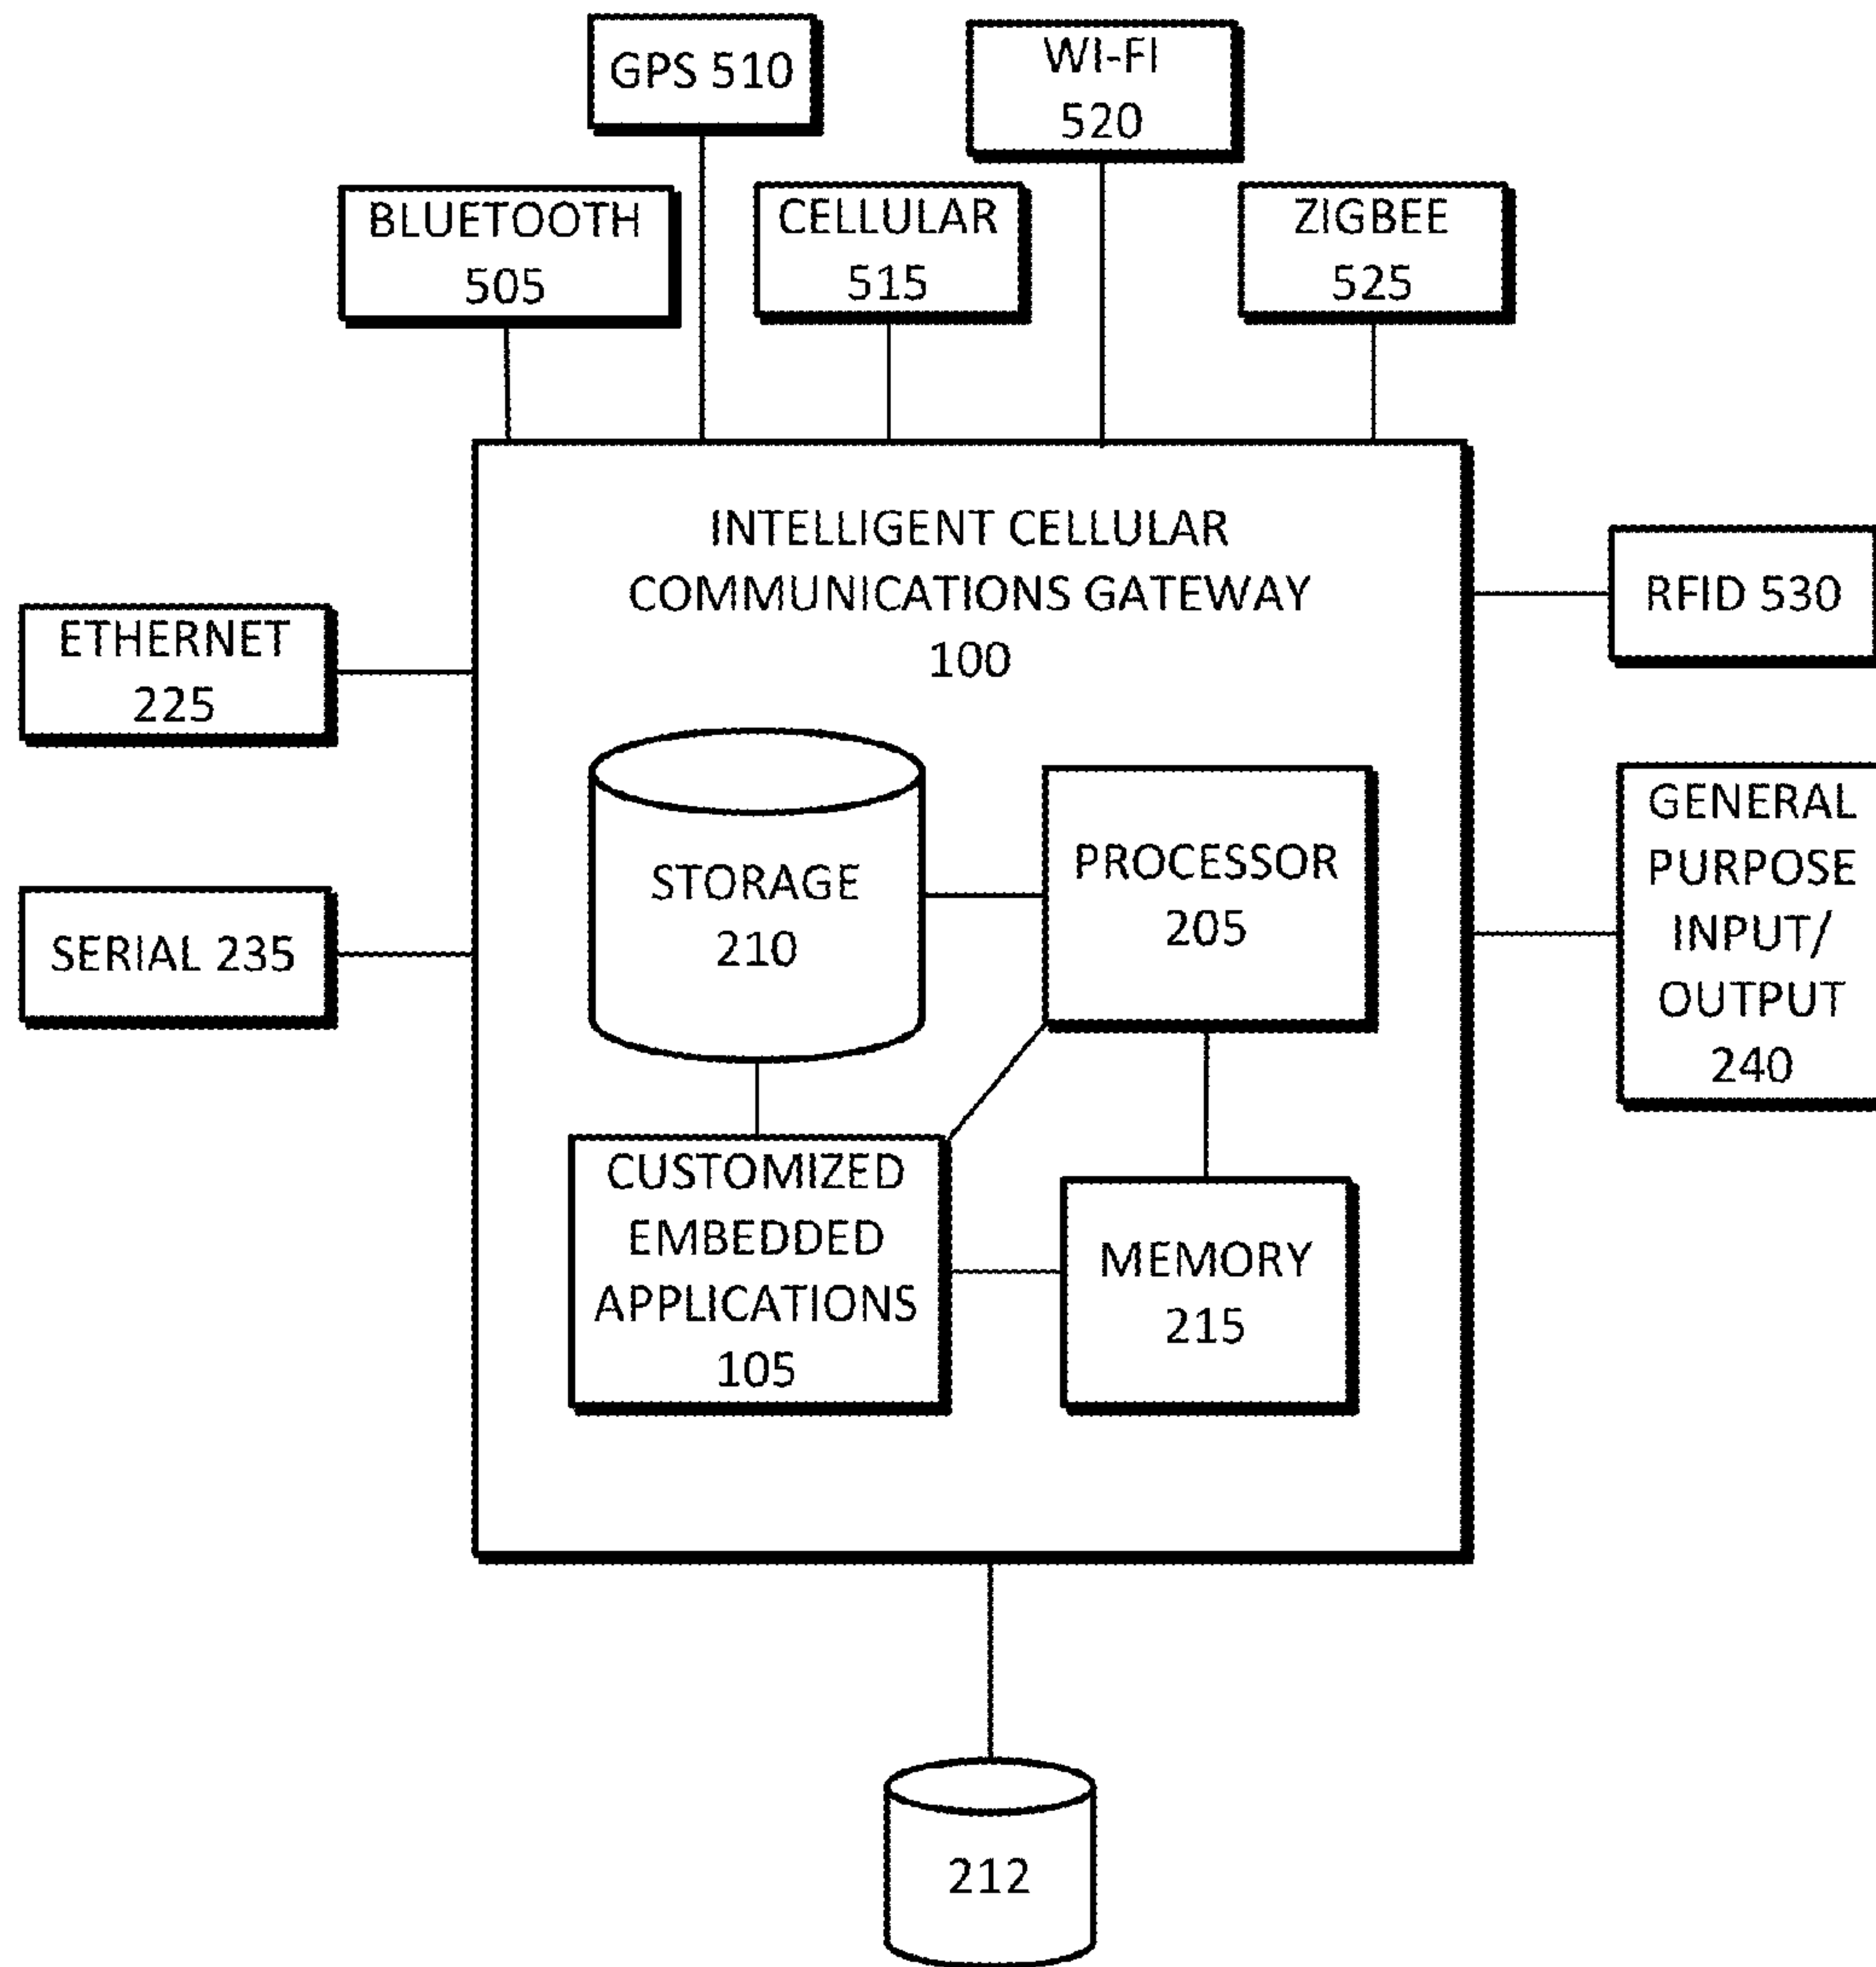 GPS 510
WI-FI
520
BLUETOOTH
505
CELLULAR
515
ZIGBEE
525
INTELLIGENT CELLULAR
COMMUNICATIONS GATEWAY
100
RFID 530
ETHERNET
225
GENERAL
PURPOSE
INPUT/
OUTPUT
240
STORAGE
210
PROCESSOR
205
SERIAL 235
CUSTOMIZED
EMBEDDED
APPLICATIONS
105
MEMORY
215
212